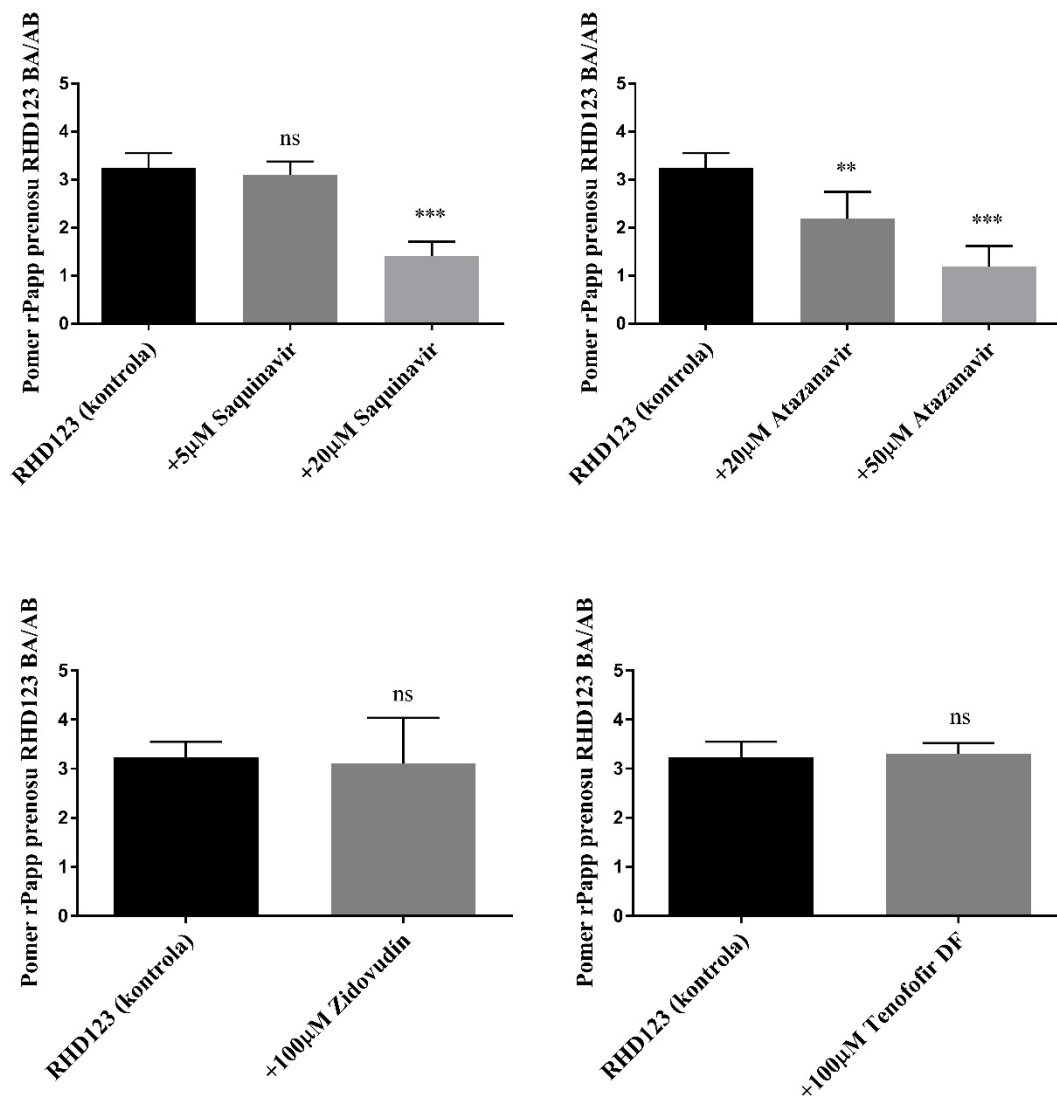 Pomer rPapp prenosu RHD123 BA/AB
5
4
3
2
1
0
ns
***
RHD123 (kontrola)
+5µM Saquinavir
+20µM Saquinavir
Pomer rPapp prenosu RHD123 BA/AB
5
4
3
2
1
0
**
***
RHD123 (kontrola)
+20µM Atazanavir
+50µM Atazanavir
Pomer rPapp prenosu RHD123 BA/AB
5
4
3
2
1
0
ns
RHD123 (kontrola)
+100µM Zidovudín
Pomer rPapp prenosu RHD123 BA/AB
5
4
3
2
1
0
ns
RHD123 (kontrola)
+100µM Tenofofir DF